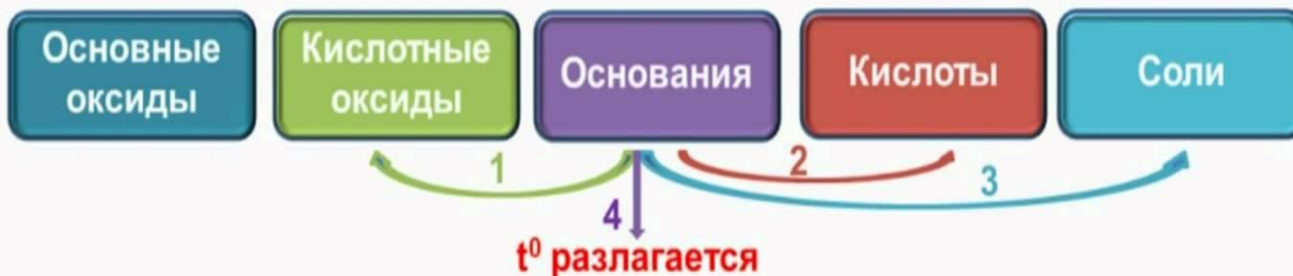 Основные
оксиды
Кислотные
оксиды
Основания
Кислоты
Соли
1
2
3
4
t⁰ разлагается